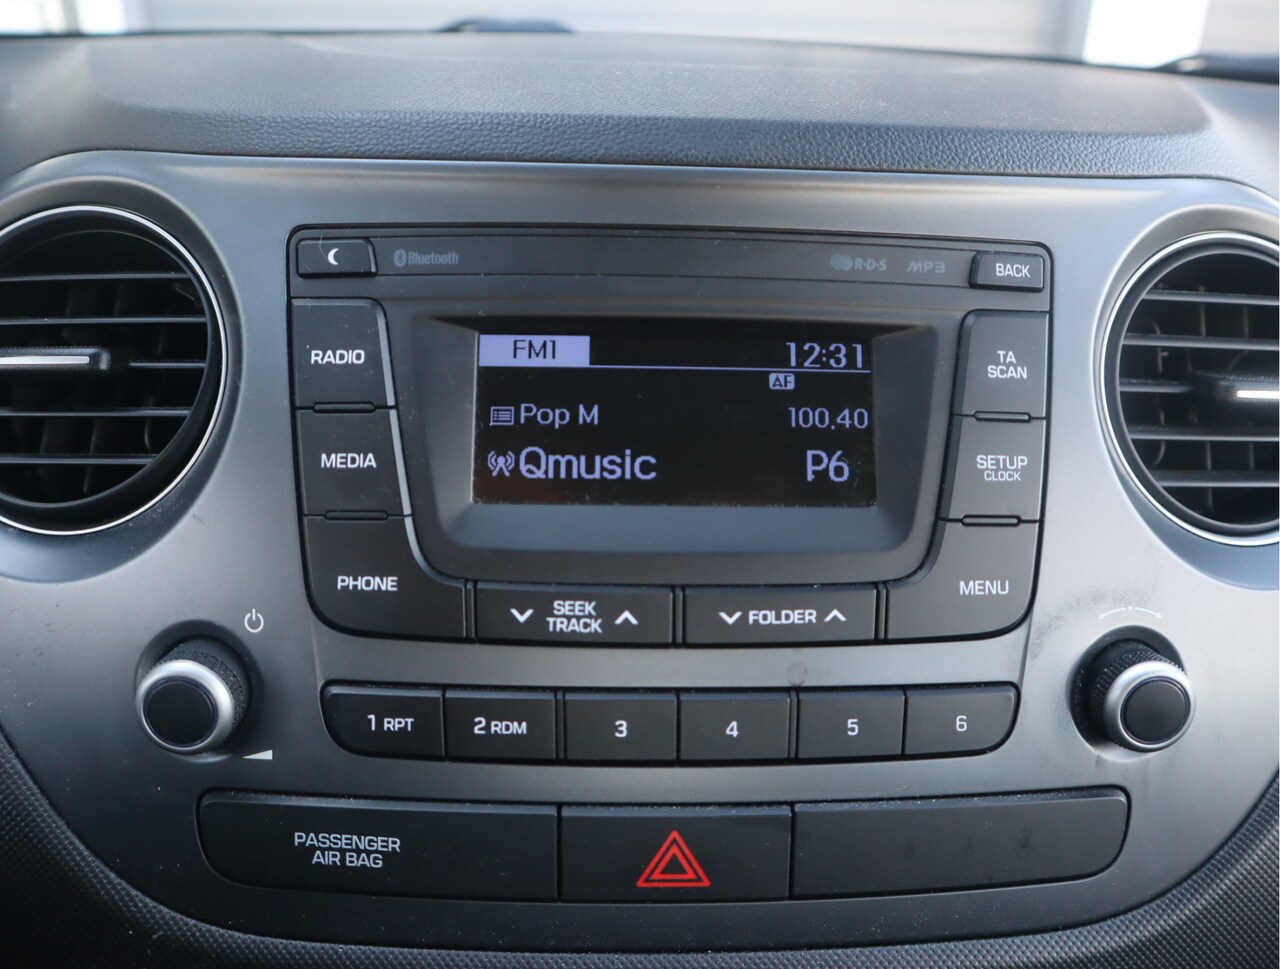 Bluetooth
R·D·S
MP3
BACK
RADIO
FM1
12:31
TA
SCAN
AF
Pop M
100.40
MEDIA
Qmusic
P6
SETUP
CLOCK
PHONE
SEEK
TRACK
FOLDER
MENU
1 RPT
2 RDM
3
4
5
6
PASSENGER
AIR BAG